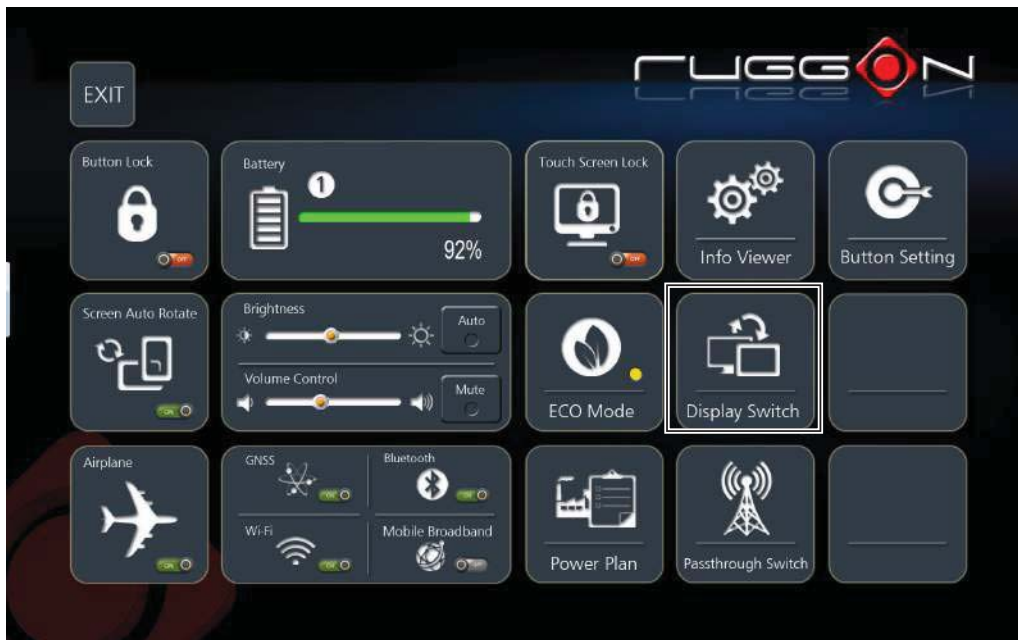 RUGGON
EXIT
Button Lock
OFF
Battery
1
92%
Touch Screen Lock
OFF
Info Viewer
Button Setting
Screen Auto Rotate
ON
Brightness
Auto
Volume Control
Mute
ECO Mode
Display Switch
Airplane
ON
GNSS
ON
Bluetooth
ON
Wi-Fi
ON
Mobile Broadband
OFF
Power Plan
Passthrough Switch